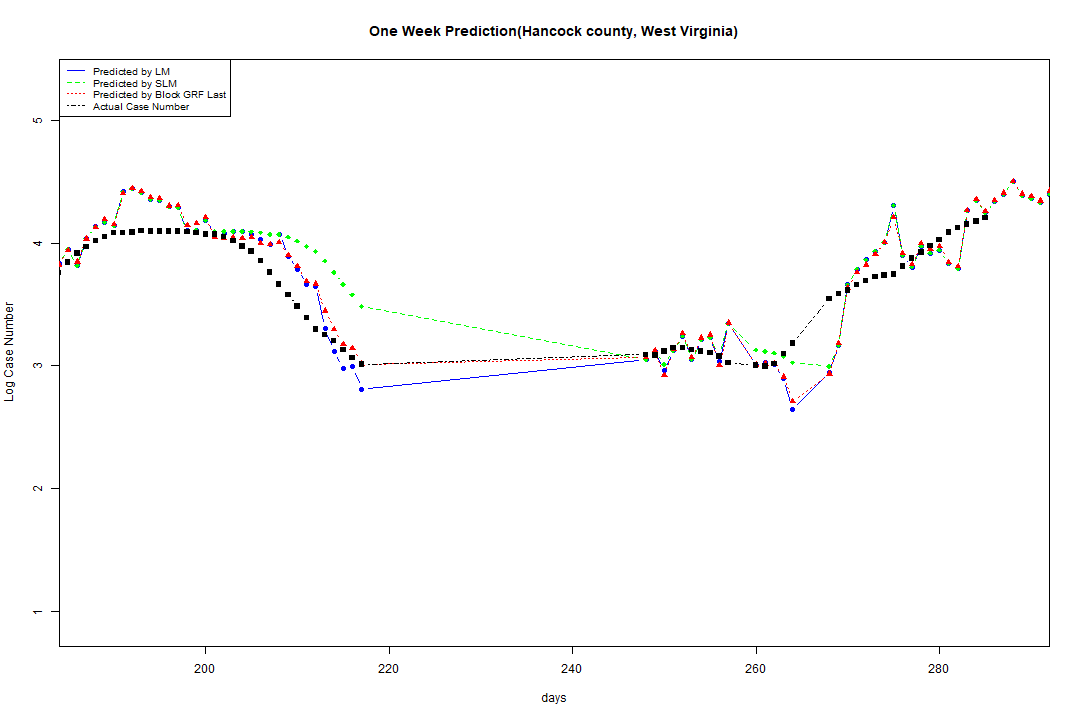 One Week Prediction(Hancock county, West Virginia)
Predicted by LM
Predicted by SLM
Predicted by Block GRF Last
Actual Case Number
5
4
3
2
1
Log Case Number
200
220
240
260
280
days